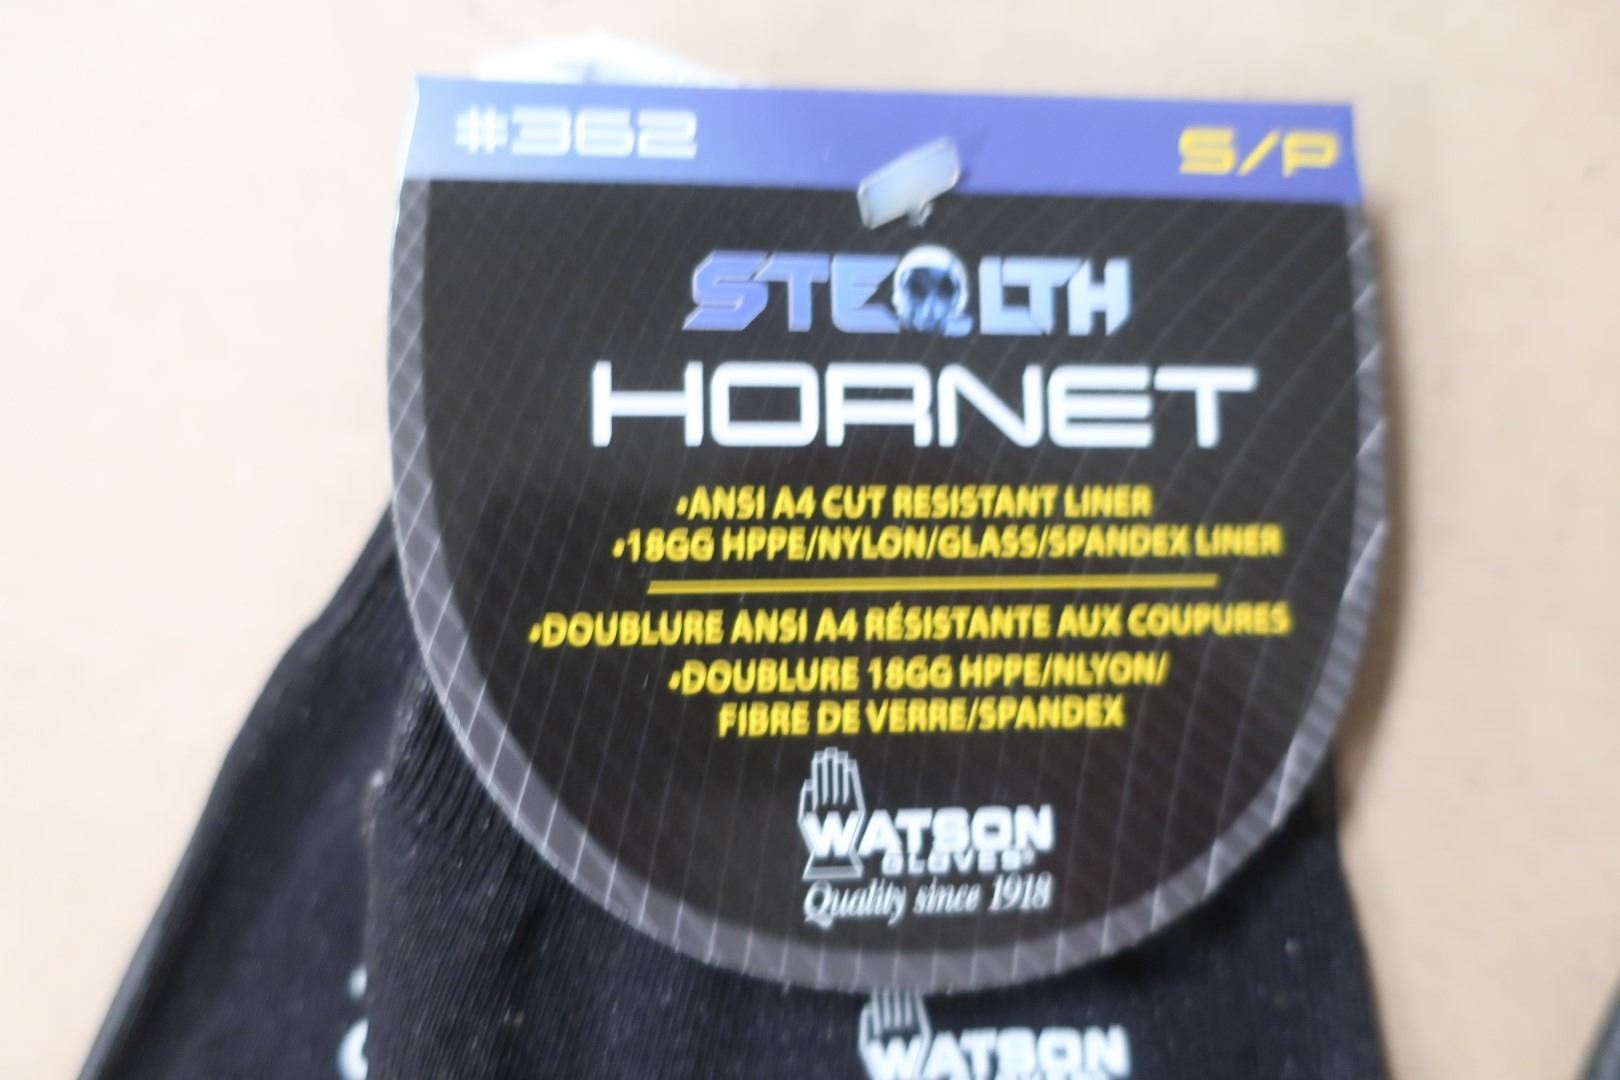 #362
S/P
STEALTH
HORNET
•ANSI A4 CUT RESISTANT LINER
•18GG HPPE/NYLON/GLASS/SPANDEX LINER
•DOUBLURE ANSI A4 RÉSISTANTE AUX COUPURES
•DOUBLURE 18GG HPPE/NLYON/
FIBRE DE VERRE/SPANDEX
WATSON
GLOVES®
Quality since 1918
WATSON